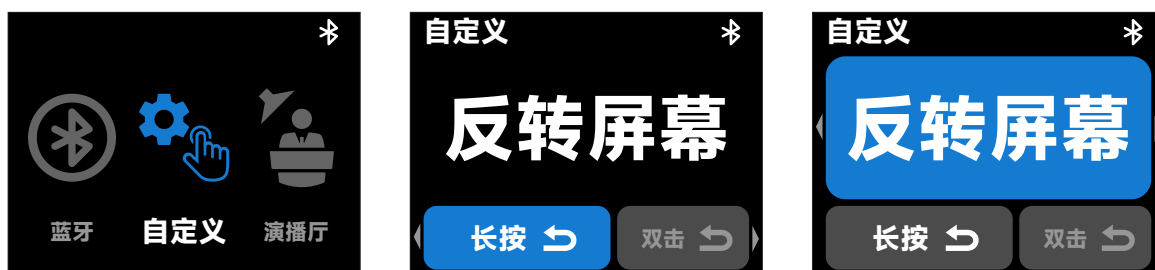 蓝牙 自定义 演播厅
自定义
反转屏幕
长按 双击
自定义
反转屏幕
长按 双击